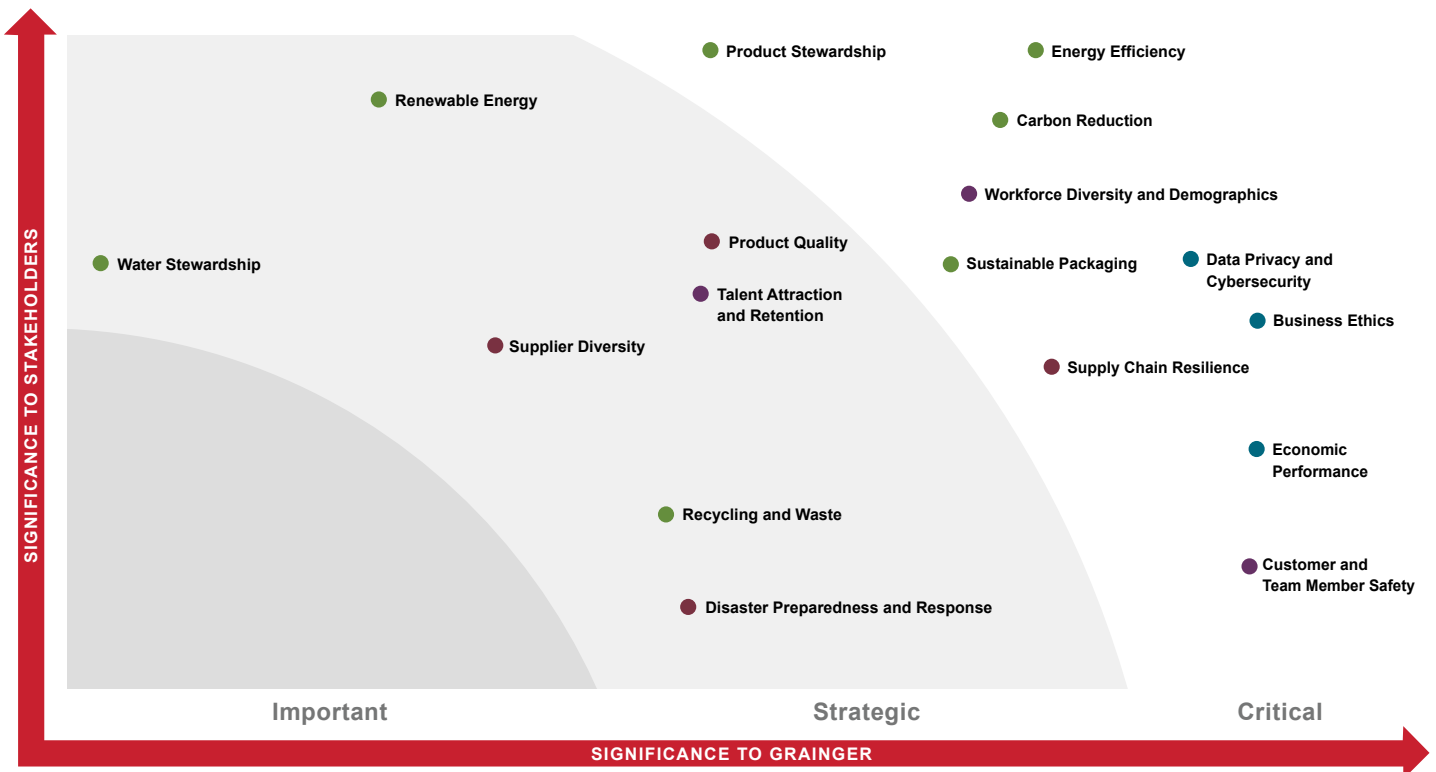 SIGNIFICANCE TO STAKEHOLDERS
Product Stewardship
Energy Efficiency
Renewable Energy
Carbon Reduction
Workforce Diversity and Demographics
Product Quality
Water Stewardship
Sustainable Packaging
Data Privacy and
Cybersecurity
Talent Attraction
and Retention
Business Ethics
Supplier Diversity
Supply Chain Resilience
Economic
Performance
Recycling and Waste
Customer and
Team Member Safety
Disaster Preparedness and Response
Important
Strategic
Critical
SIGNIFICANCE TO GRAINGER